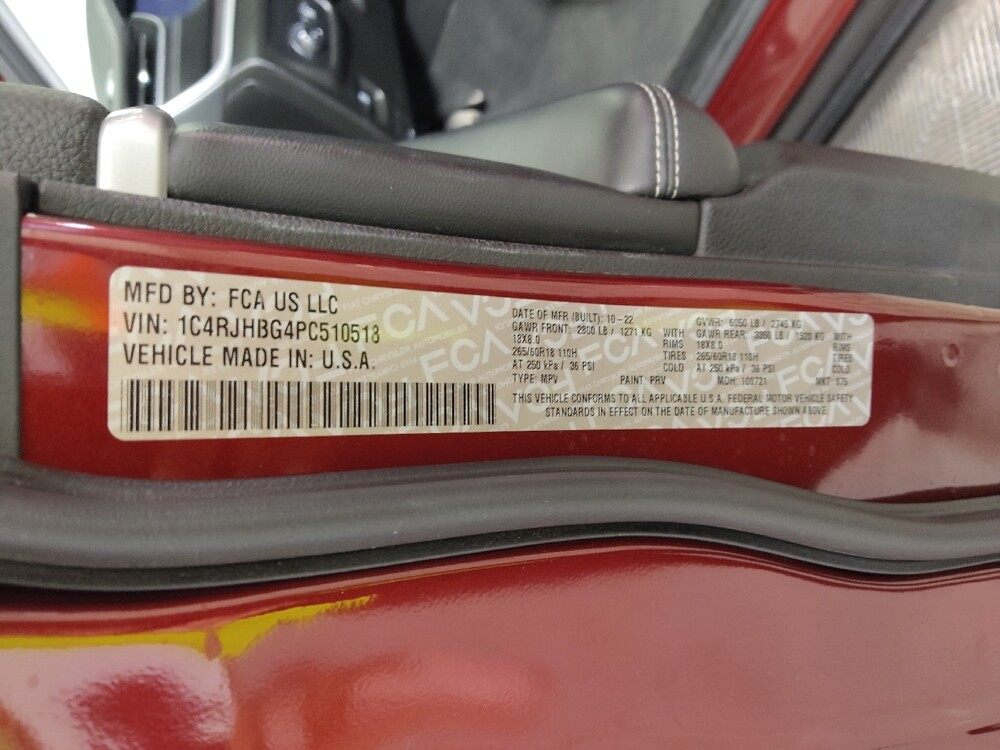 MFD BY: FCA US LLC
VIN: 1C4RJHBG4PC510518
VEHICLE MADE IN: U.S.A.
DATE OF MFR (BUILT): 10-22
GAWR FRONT: 2800 LB / 1271 KG WITH
18X8.0 RIMS
265/60R18 110H TIRES
AT 250 kPa / 36 PSI COLD
TYPE: MPV PAINT: PRV
GVWR: 6050 LB / 2745 KG
GAWR REAR: 3350 LB / 1520 KG WITH
18X8.0 RIMS
265/60R18 110H TIRES
AT 250 kPa / 36 PSI COLD
MDH: 100721 MKT: 675
THIS VEHICLE CONFORMS TO ALL APPLICABLE U.S.A. FEDERAL MOTOR VEHICLE SAFETY
STANDARDS IN EFFECT ON THE DATE OF MANUFACTURE SHOWN ABOVE.